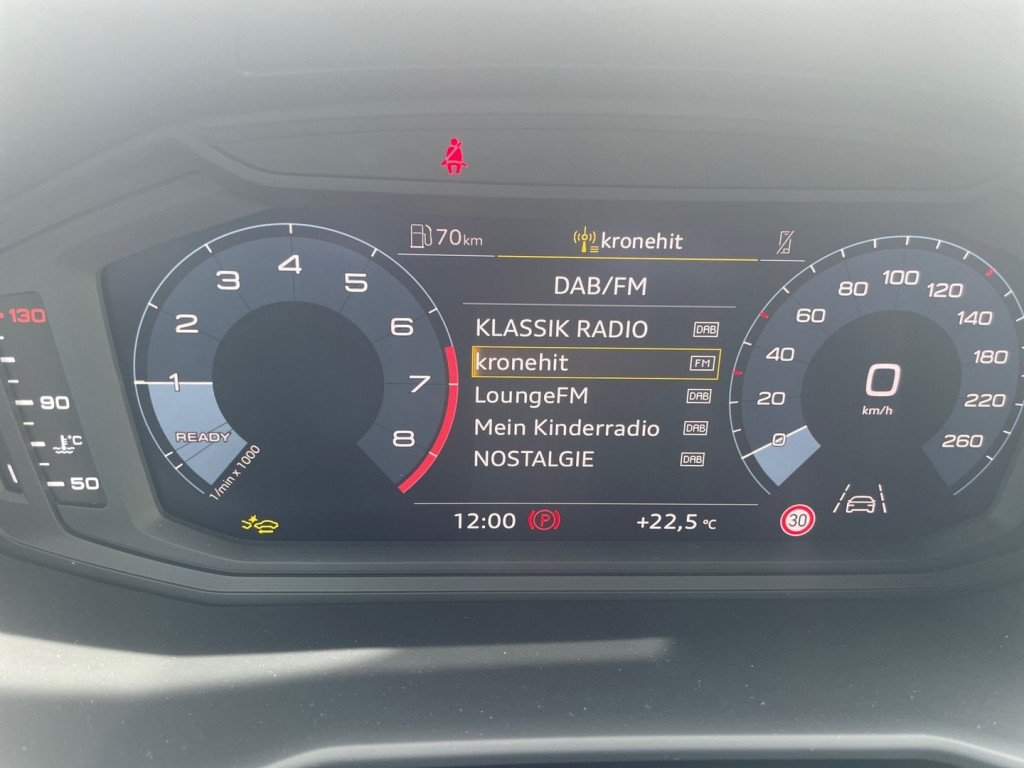 70 km
kronehit
DAB/FM
KLASSIK RADIO DAB
kronehit FM
LoungeFM DAB
Mein Kinderradio DAB
NOSTALGIE DAB
12:00 P +22,5 °C
30
130
90
°C
50
1
2
3
4
5
6
7
8
READY
1/min x 1000
0
km/h
20
40
60
80
100
120
140
180
220
260